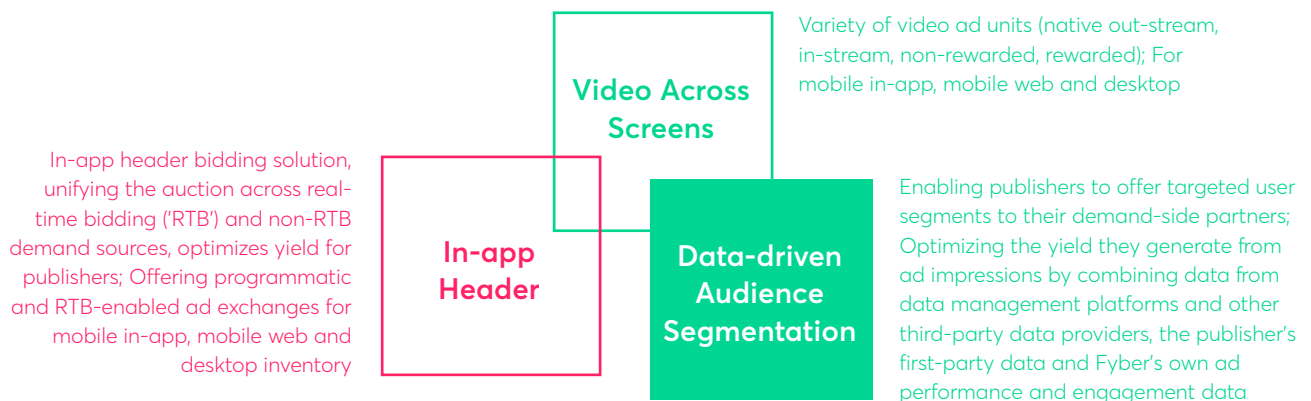 Variety of video ad units (native out-stream,
in-stream, non-rewarded, rewarded); For
mobile in-app, mobile web and desktop
Video Across
Screens
In-app header bidding solution,
unifying the auction across real-
time bidding ('RTB') and non-RTB
demand sources, optimizes yield for
publishers; Offering programmatic
and RTB-enabled ad exchanges for
mobile in-app, mobile web and
desktop inventory
In-app
Header
Data-driven
Audience
Segmentation
Enabling publishers to offer targeted user
segments to their demand-side partners;
Optimizing the yield they generate from
ad impressions by combining data from
data management platforms and other
third-party data providers, the publisher's
first-party data and Fyber's own ad
performance and engagement data